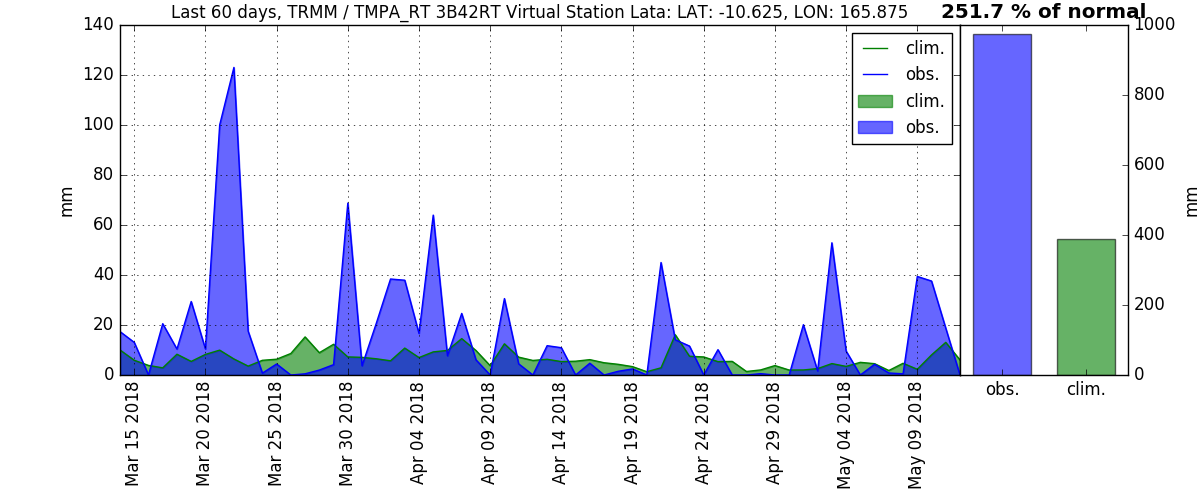 Last 60 days, TRMM / TMPA_RT 3B42RT Virtual Station Lata: LAT: -10.625, LON: 165.875
251.7 % of normal
140
120
100
80
60
40
20
0
mm
clim.
obs.
clim.
obs.
Mar 15 2018
Mar 20 2018
Mar 25 2018
Mar 30 2018
Apr 04 2018
Apr 09 2018
Apr 14 2018
Apr 19 2018
Apr 24 2018
Apr 29 2018
May 04 2018
May 09 2018
1000
800
600
400
200
0
mm
obs.
clim.